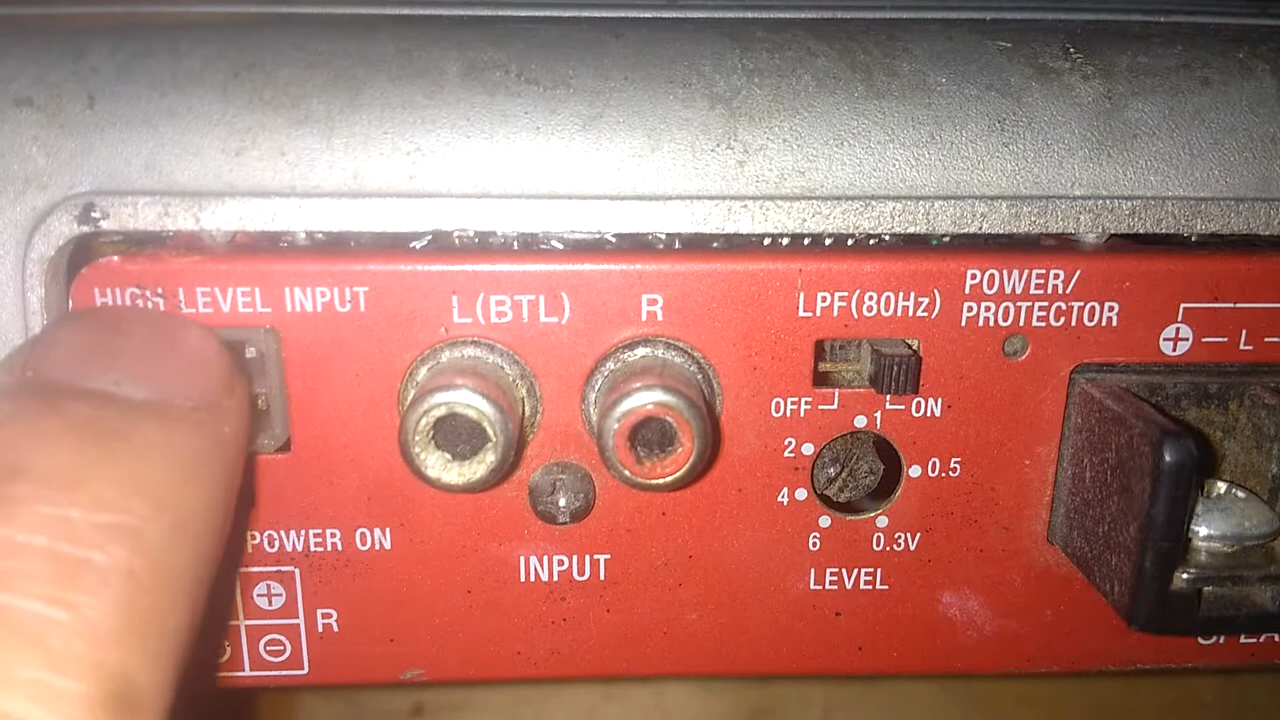 HIGH LEVEL INPUT
L(BTL)
R
LPF(80Hz)
POWER/
PROTECTOR
L
OFF
ON
1
2
0.5
4
6
0.3V
LEVEL
INPUT
POWER ON
R